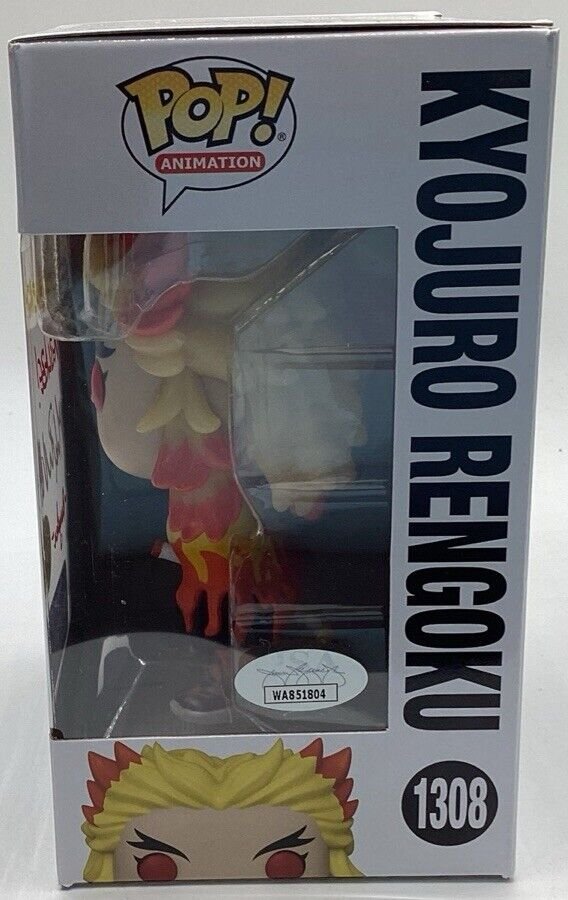 POP!®
ANIMATION
KYOJURO RENGOKU
1308
WA851804